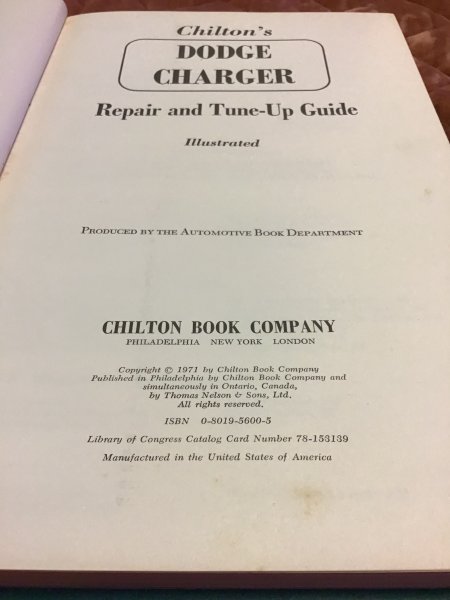 Chilton's
DODGE
CHARGER
Repair and Tune-Up Guide
Illustrated
PRODUCED BY THE AUTOMOTIVE BOOK DEPARTMENT
CHILTON BOOK COMPANY
PHILADELPHIA NEW YORK LONDON
Copyright © 1971 by Chilton Book Company
Published in Philadelphia by Chilton Book Company and
simultaneously in Ontario, Canada,
by Thomas Nelson & Sons, Ltd.
All rights reserved.
ISBN 0-8019-5600-5
Library of Congress Catalog Card Number 78-153139
Manufactured in the United States of America